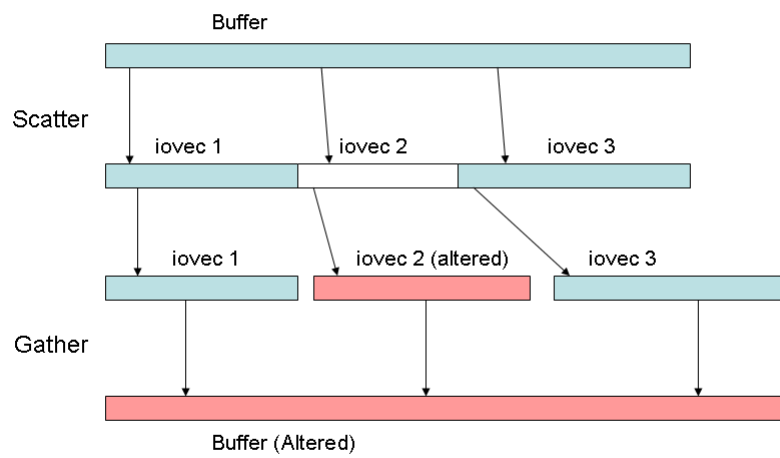 Buffer
Scatter
iovec 1
iovec 2
iovec 3
iovec 1
iovec 2 (altered)
iovec 3
Gather
Buffer (Altered)